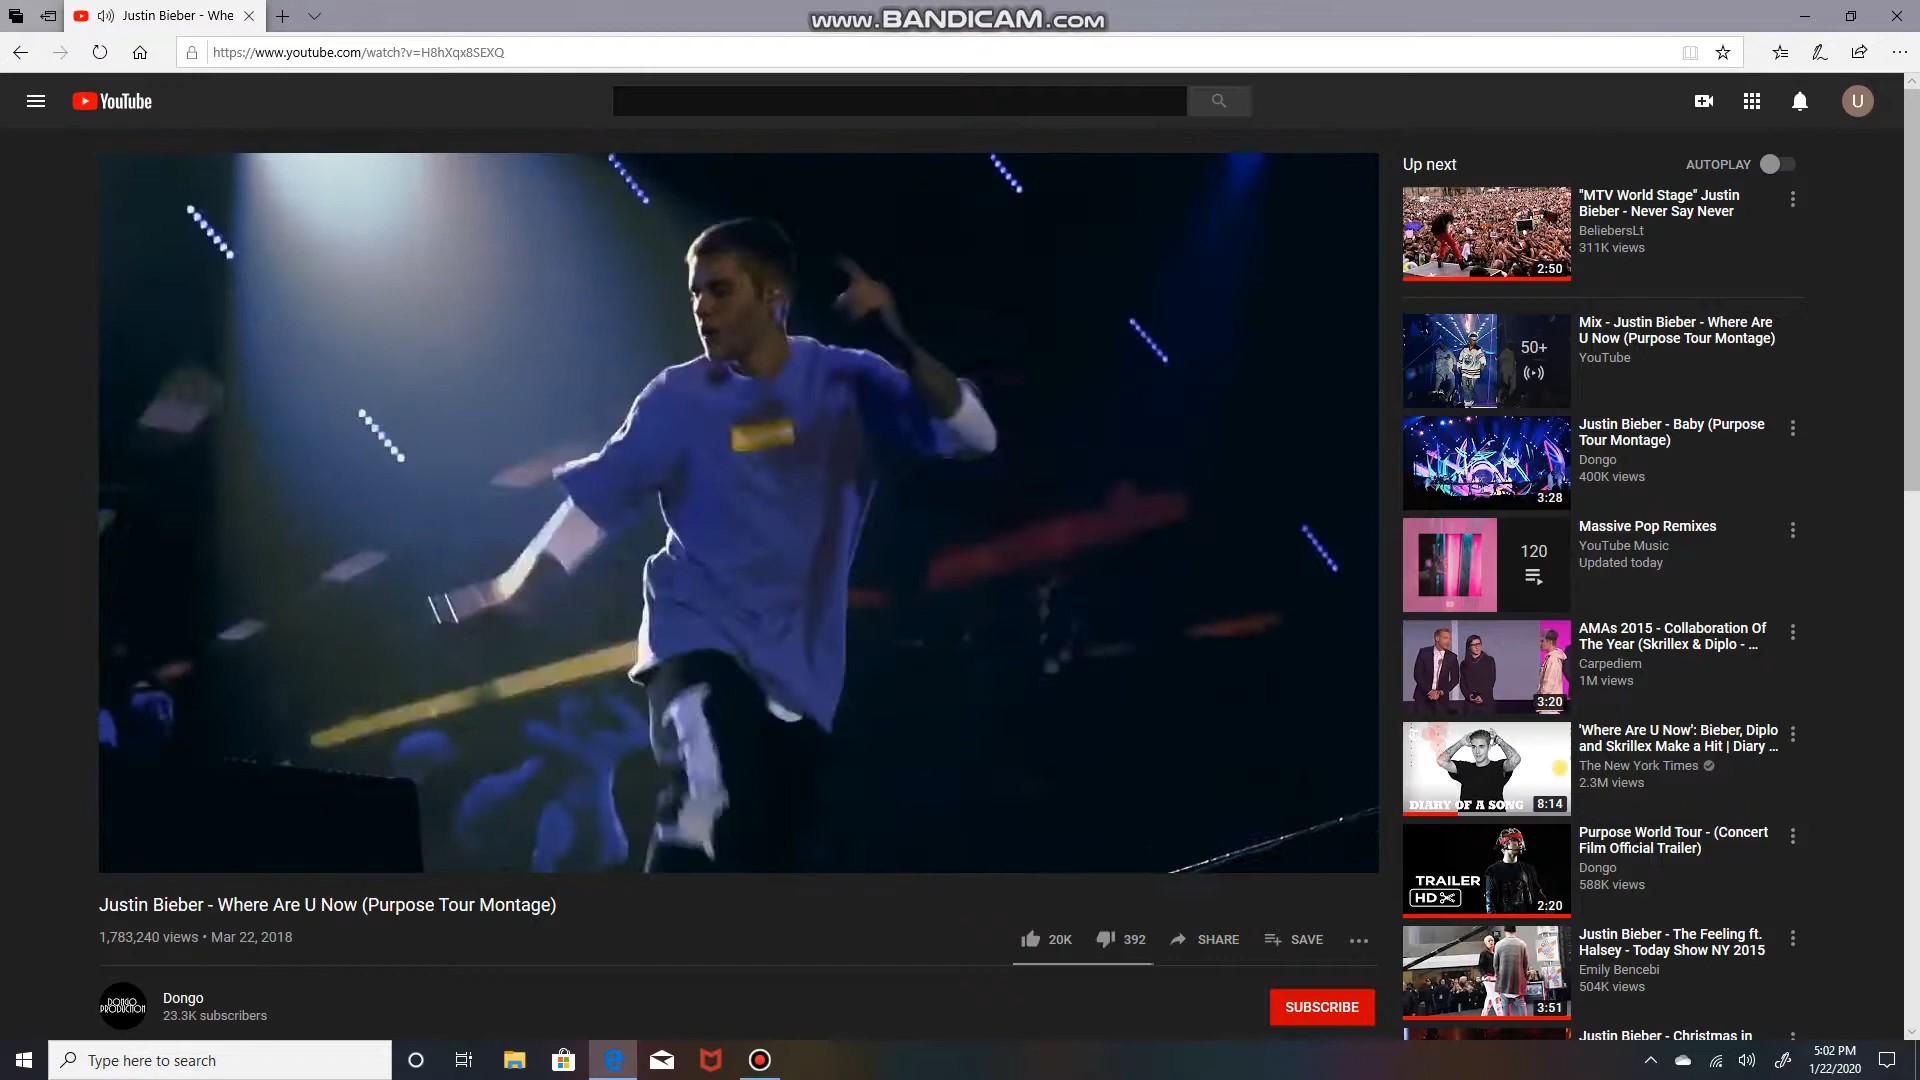 Justin Bieber - Whe
www.BANDICAM.com
https://www.youtube.com/watch?v=H8hXqx8SEXQ
YouTube
U
Up next
AUTOPLAY
"MTV World Stage" Justin
Bieber - Never Say Never
BeliebersLt
311K views
2:50
Mix - Justin Bieber - Where Are
U Now (Purpose Tour Montage)
YouTube
50+
Justin Bieber - Baby (Purpose
Tour Montage)
Dongo
400K views
3:28
Massive Pop Remixes
YouTube Music
Updated today
120
AMAs 2015 - Collaboration Of
The Year (Skrillex & Diplo - ...
Carpediem
1M views
3:20
'Where Are U Now': Bieber, Diplo
and Skrillex Make a Hit | Diary ...
The New York Times
2.3M views
DIARY OF A SONG
8:14
Purpose World Tour - (Concert
Film Official Trailer)
Dongo
588K views
TRAILER
HD
2:20
Justin Bieber - The Feeling ft.
Halsey - Today Show NY 2015
Emily Bencebi
504K views
3:51
Justin Bieber - Christmas in
Justin Bieber - Where Are U Now (Purpose Tour Montage)
1,783,240 views • Mar 22, 2018
20K
392
SHARE
SAVE
DONGO
PRODUCTION
Dongo
23.3K subscribers
SUBSCRIBE
Type here to search
5:02 PM
1/22/2020